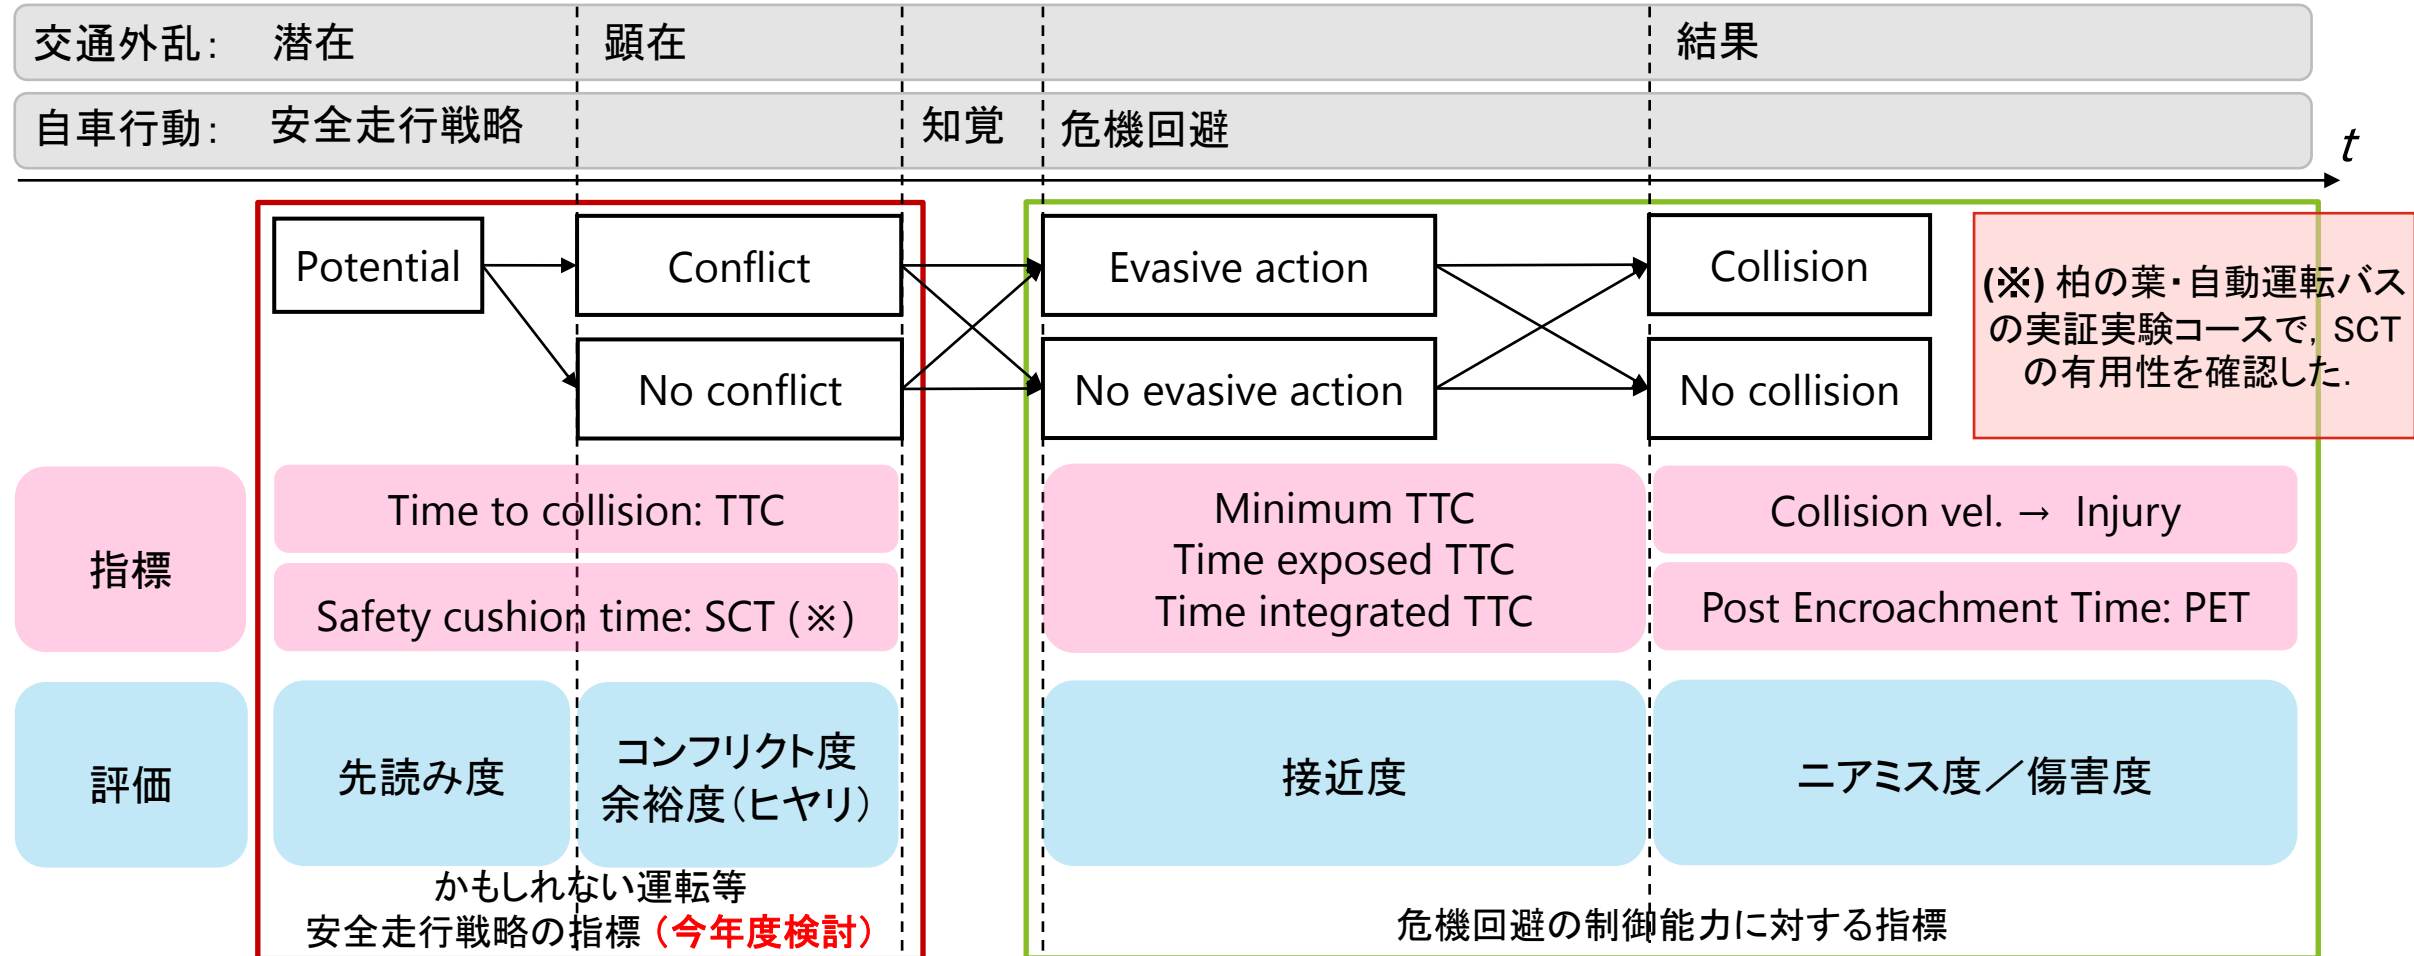 交通外乱： 潜在 顕在 結果
自車行動： 安全走行戦略 知覚 危機回避
t
Potential
Conflict
No conflict
Evasive action
No evasive action
Collision
No collision
(※) 柏の葉・自動運転バス
の実証実験コースで, SCT
の有用性を確認した.
指標
Time to collision: TTC
Safety cushion time: SCT (※)
Minimum TTC
Time exposed TTC
Time integrated TTC
Collision vel. → Injury
Post Encroachment Time: PET
評価
先読み度
コンフリクト度
余裕度（ヒヤリ）
接近度
ニアミス度／傷害度
かもしれない運転等
安全走行戦略の指標（今年度検討）
危機回避の制御能力に対する指標